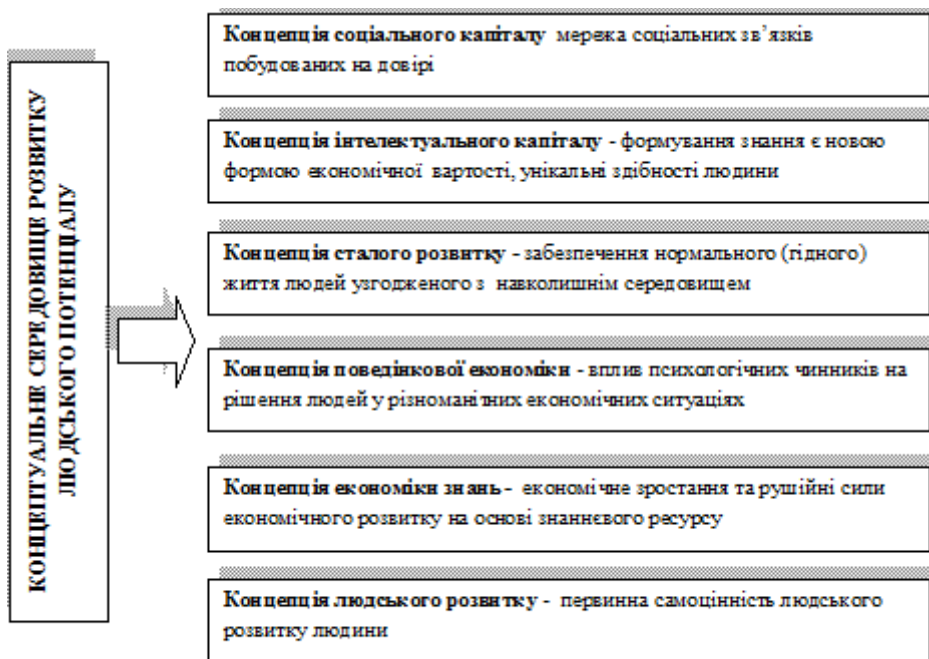 КОНЦЕПТУАЛЬНЕ СЕРЕДОВИЩЕ РОЗВИТКУ
ЛЮДСЬКОГО ПОТЕНЦІАЛУ
Концепція соціального капіталу мережа соціальних зв’язків
побудованих на довірі
Концепція інтелектуального капіталу - формування знання є новою
формою економічної вартості, унікальні здібності людини
Концепція сталого розвитку - забезпечення нормального (гідного)
життя людей узгодженого з навколишнім середовищем
Концепція поведінкової економіки - вплив психологічних чинників на
рішення людей у різноманітних економічних ситуаціях
Концепція економіки знань - економічне зростання та рушійні сили
економічного розвитку на основі знаннєвого ресурсу
Концепція людського розвитку - первинна самоцінність людського
розвитку людини